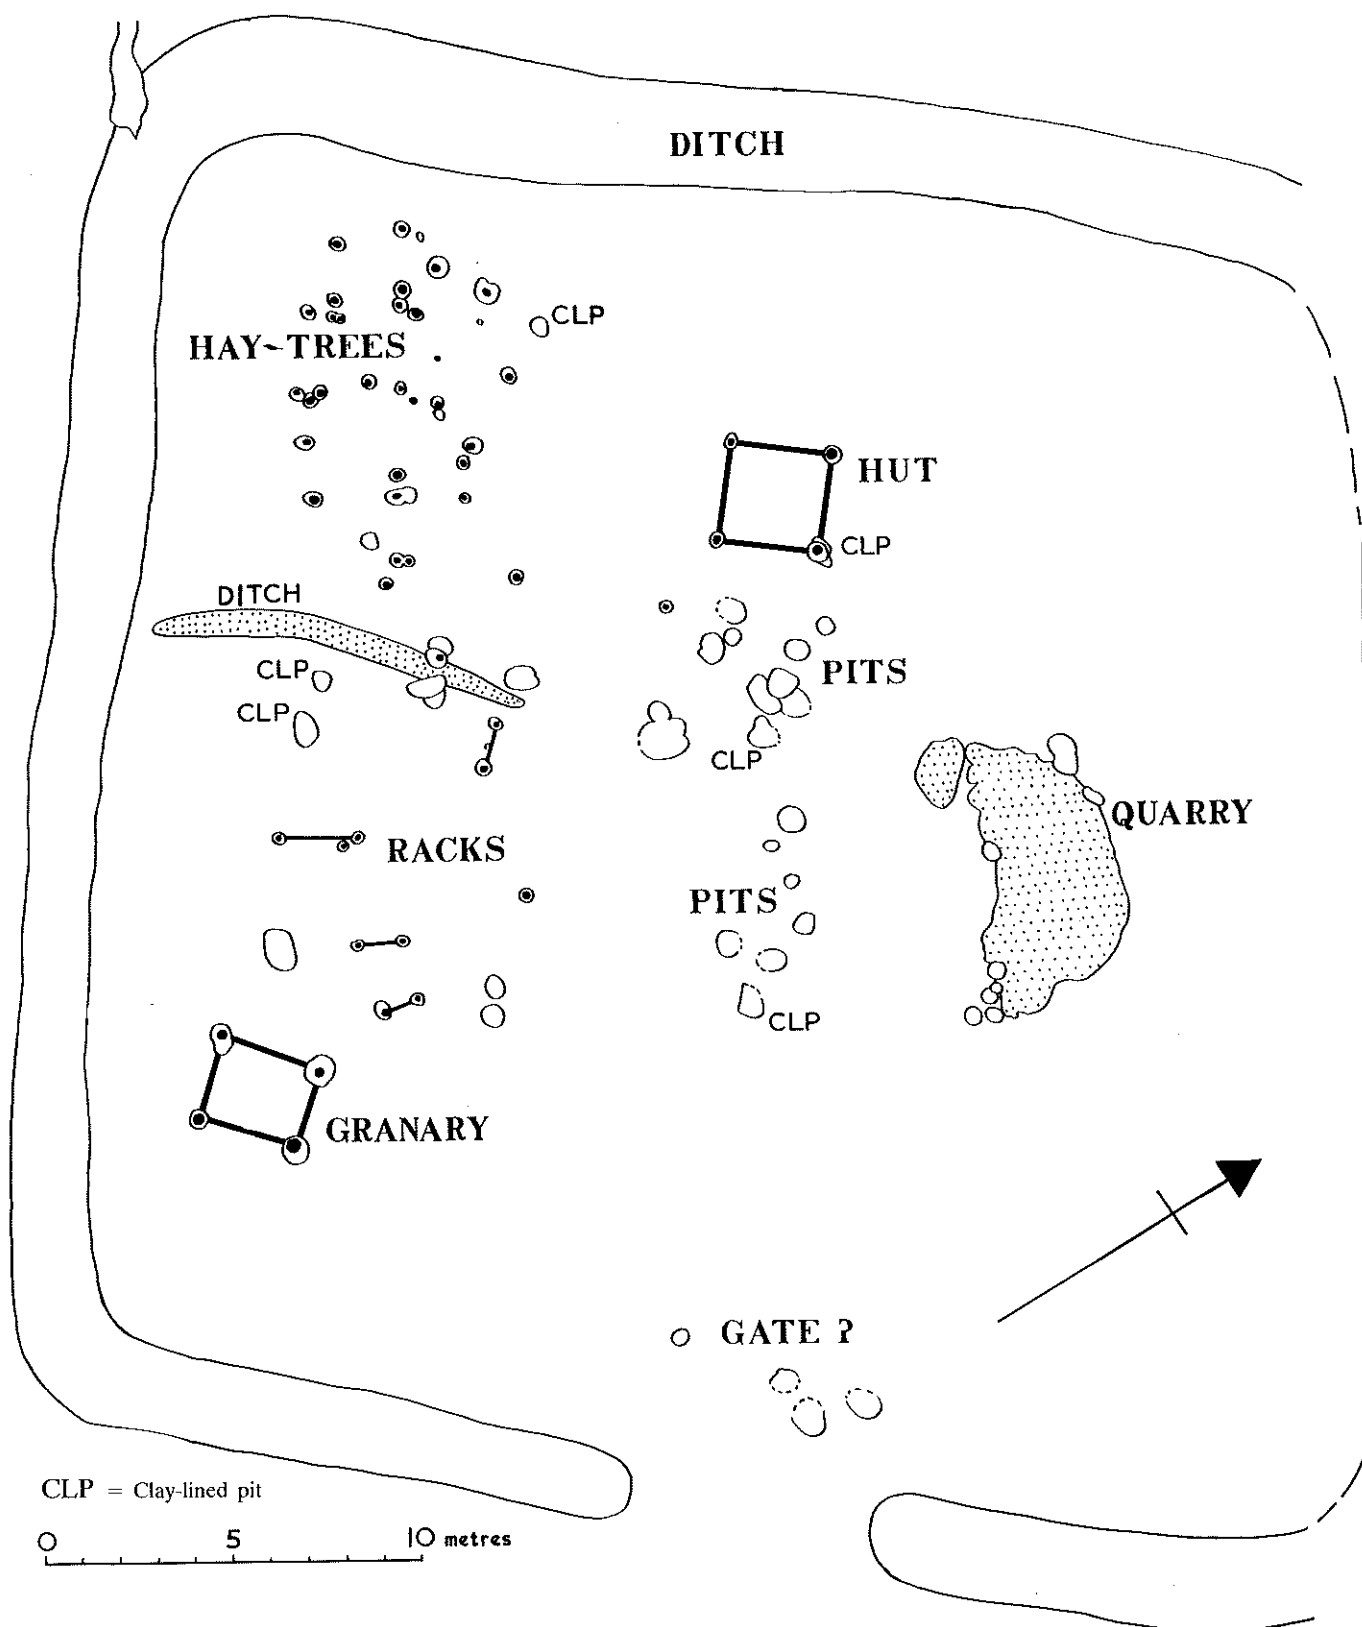 DITCH
CLP
HAY-TREES
HUT
CLP
DITCH
CLP
PITS
CLP
CLP
QUARRY
RACKS
PITS
CLP
GRANARY
GATE ?
CLP = Clay-lined pit
0 5 10 metres